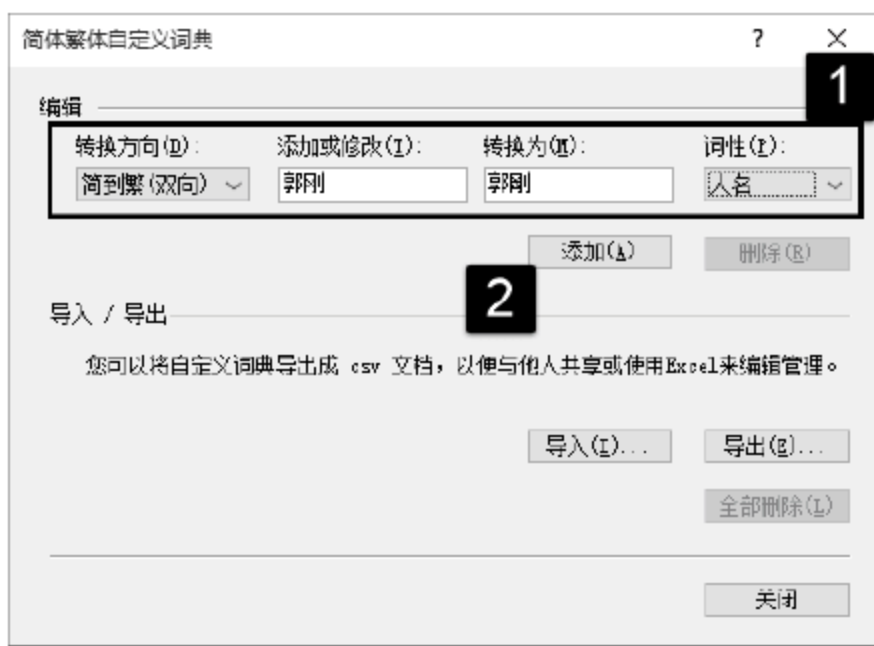 简体繁体自定义词典 ?
1
编辑
转换方向(D): 添加或修改(I): 转换为(M): 词性(P):
简到繁(双向) 郭刚 郭剛 人名
添加(A) 删除(R)
2
导入 / 导出
您可以将自定义词典导出成 csv 文档，以便与他人共享或使用Excel来编辑管理。
导入(I)... 导出(E)...
全部删除(L)
关闭